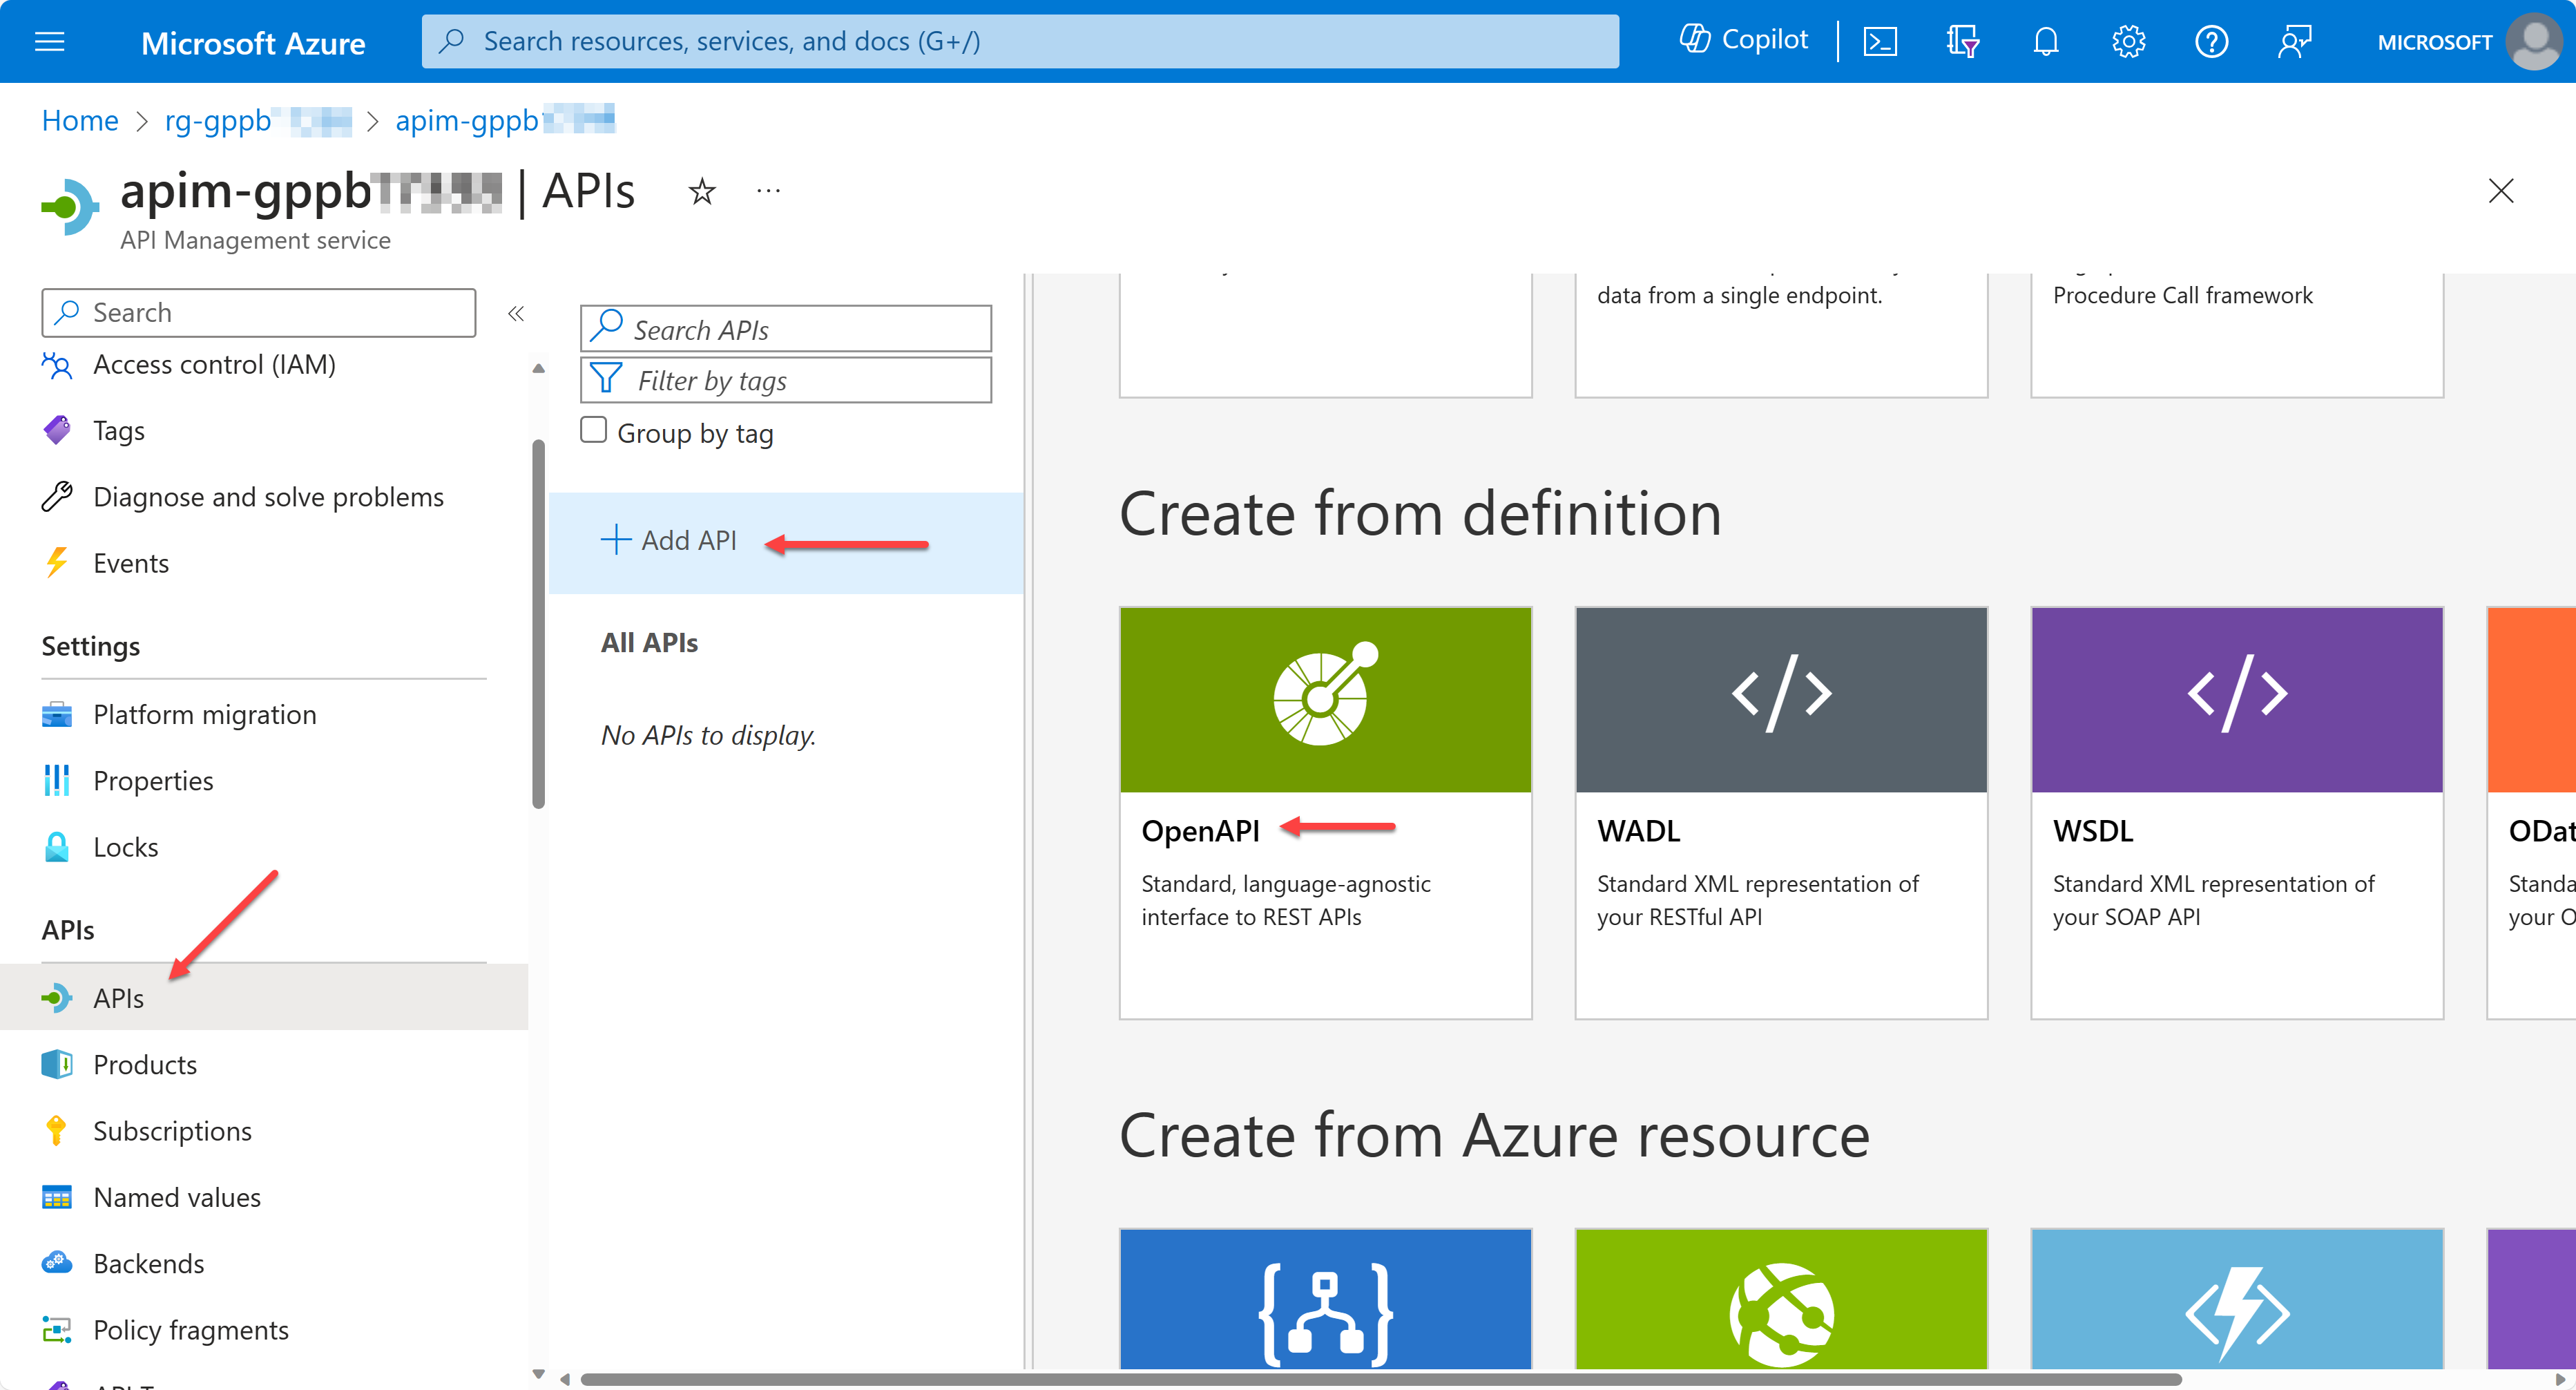 Microsoft Azure
Search resources, services, and docs (G+/)
Copilot
MICROSOFT
Home > rg-gppb > apim-gppb
apim-gppb | APIs
API Management service
Search
Access control (IAM)
Tags
Diagnose and solve problems
Events
Settings
Platform migration
Properties
Locks
APIs
APIs
Products
Subscriptions
Named values
Backends
Policy fragments
Search APIs
Filter by tags
Group by tag
Add API
All APIs
No APIs to display.
data from a single endpoint.
Procedure Call framework
Create from definition
OpenAPI
Standard, language-agnostic
interface to REST APIs
WADL
Standard XML representation of
your RESTful API
WSDL
Standard XML representation of
your SOAP API
ODat
Standa
your O
Create from Azure resource